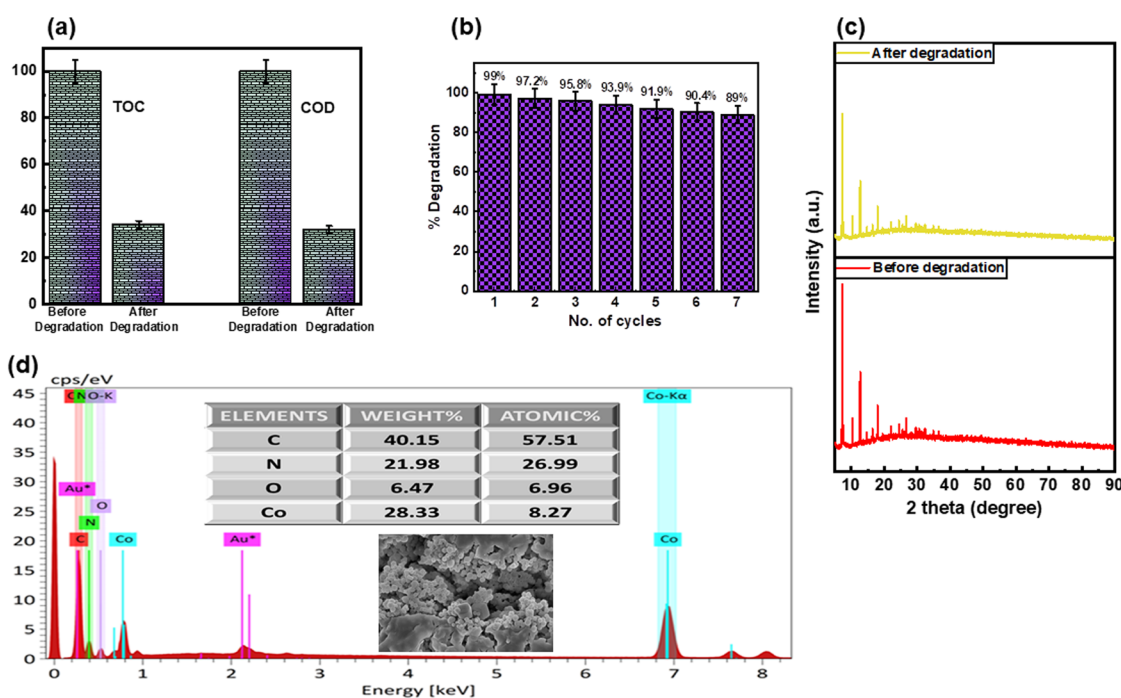 (a)
100
80
60
40
20
0
TOC
COD
Before
Degradation
After
Degradation
Before
Degradation
After
Degradation
(b)
% Degradation
100
80
60
40
20
0
99%
97.2%
95.8%
93.9%
91.9%
90.4%
89%
1 2 3 4 5 6 7
No. of cycles
(c)
Intensity (a.u.)
After degradation
Before degradation
10 20 30 40 50 60 70 80 90
2 theta (degree)
(d)
cps/eV
45
40
35
30
25
20
15
10
5
0
C N O-K
Co-Kα
Au*
O
N
C
Co
Au*
Co
ELEMENTS WEIGHT% ATOMIC%
C 40.15 57.51
N 21.98 26.99
O 6.47 6.96
Co 28.33 8.27
0 1 2 3 4 5 6 7 8
Energy [keV]